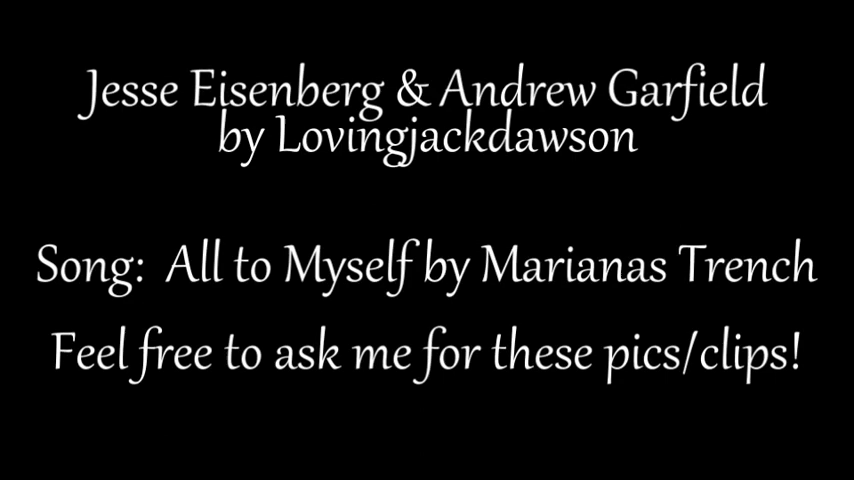 Jesse Eisenberg & Andrew Garfield
by Lovingjackdawson
Song: All to Myself by Marianas Trench
Feel free to ask me for these pics/clips!